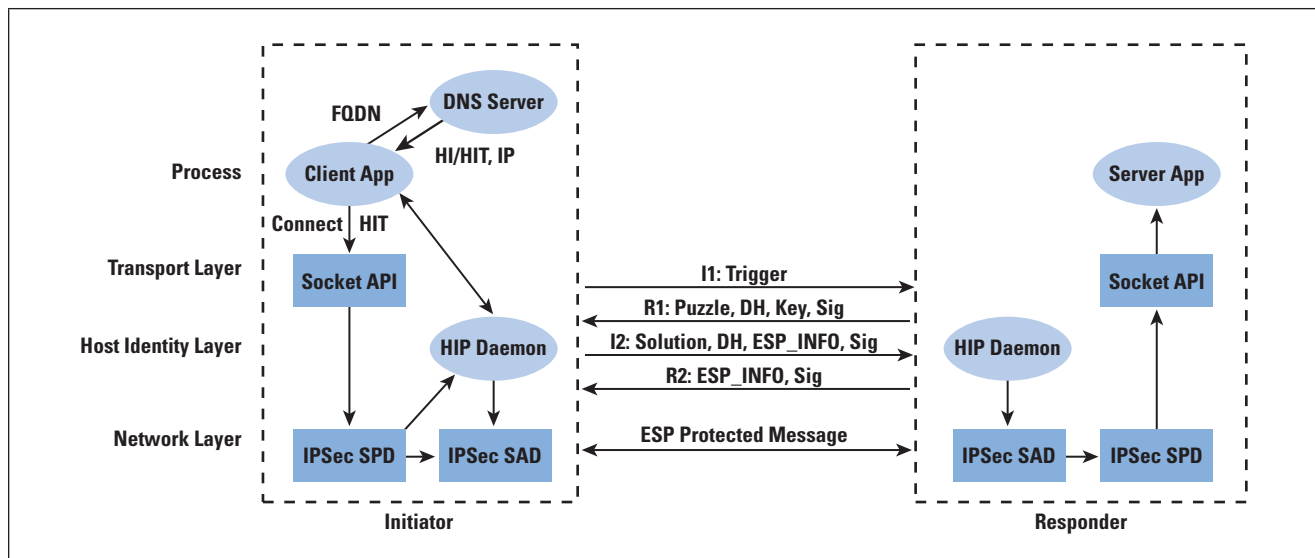 DNS Server
FQDN
HI/HIT, IP
Process
Client App
Server App
Connect HIT
Transport Layer
Socket API
I1: Trigger
Socket API
R1: Puzzle, DH, Key, Sig
Host Identity Layer
HIP Daemon
I2: Solution, DH, ESP_INFO, Sig
HIP Daemon
R2: ESP_INFO, Sig
Network Layer
IPSec SPD
IPSec SAD
ESP Protected Message
IPSec SAD
IPSec SPD
Initiator
Responder